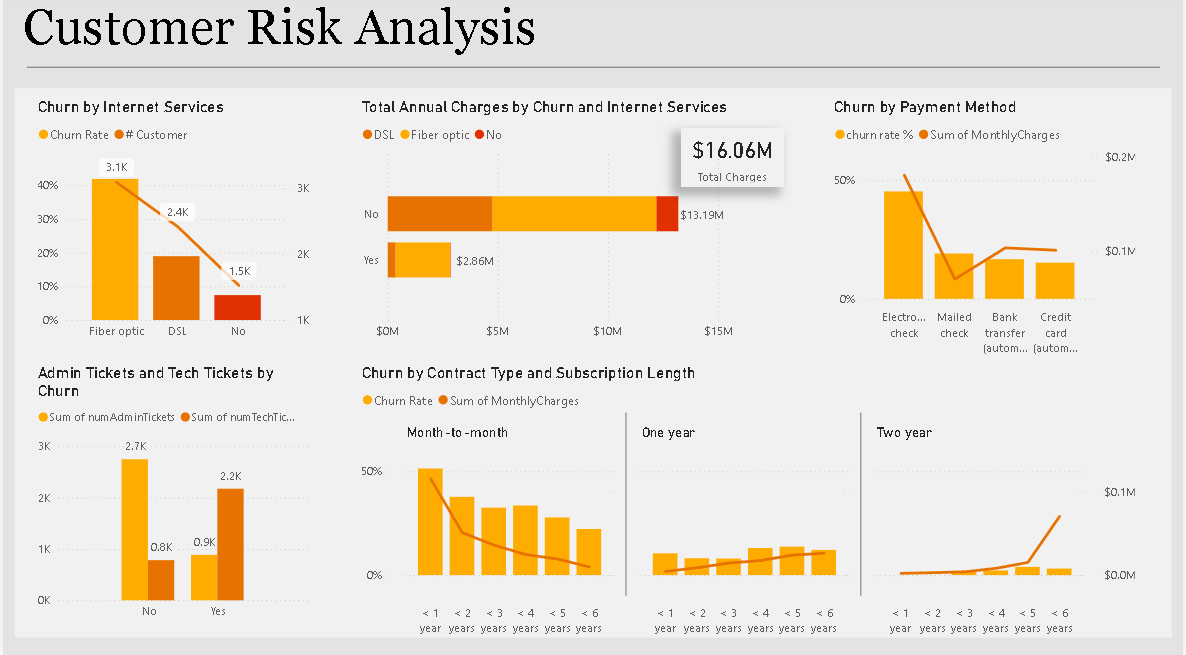 Customer Risk Analysis
Churn by Internet Services
Churn Rate # Customer
3.1K
2.4K
1.5K
40%
30%
20%
10%
0%
3K
2K
1K
Fiber optic DSL No
Total Annual Charges by Churn and Internet Services
DSL Fiber optic No
$16.06M
Total Charges
No $13.19M
Yes $2.86M
$0M $5M $10M $15M
Churn by Payment Method
churn rate % Sum of MonthlyCharges
$0.2M
50%
$0.1M
0%
Electro... Mailed Bank Credit
check check transfer card
(autom... (autom...
Admin Tickets and Tech Tickets by
Churn
Sum of numAdminTickets Sum of numTechTic...
3K
2K
1K
0K
2.7K
0.8K
0.9K
2.2K
No Yes
Churn by Contract Type and Subscription Length
Churn Rate Sum of MonthlyCharges
Month-to-month One year Two year
50%
0%
$0.1M
$0.0M
< 1 < 2 < 3 < 4 < 5 < 6 < 1 < 2 < 3 < 4 < 5 < 6 < 1 < 2 < 3 < 4 < 5 < 6
year years years years years years year years years years years years year years years years years years